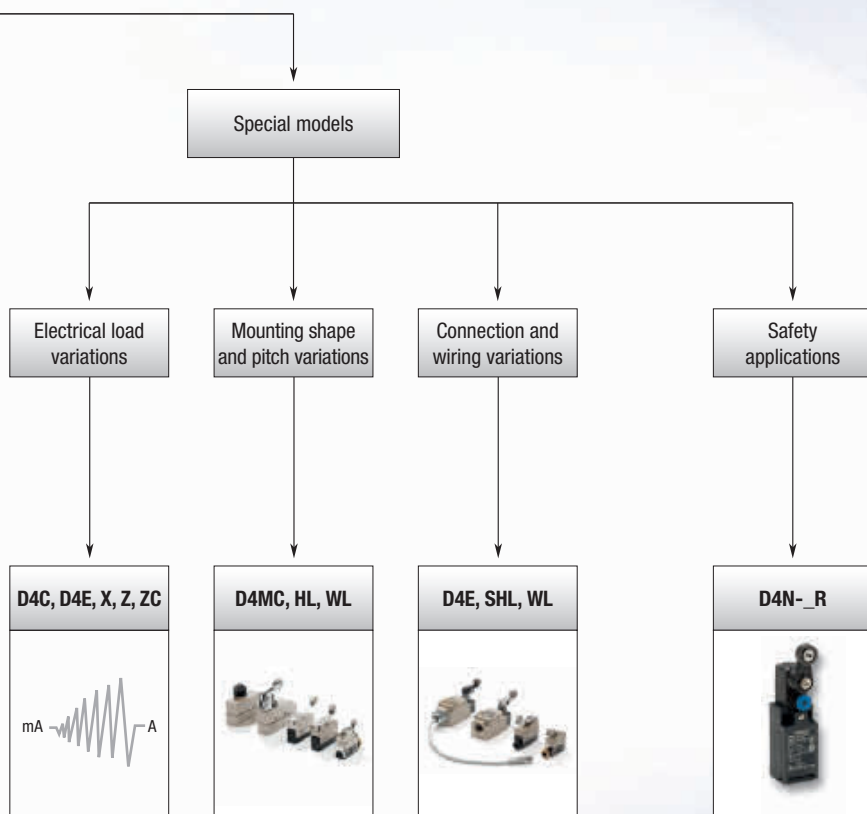 Special models
Electrical load
variations
Mounting shape
and pitch variations
Connection and
wiring variations
Safety
applications
D4C, D4E, X, Z, ZC
D4MC, HL, WL
D4E, SHL, WL
D4N-_R
mA
A